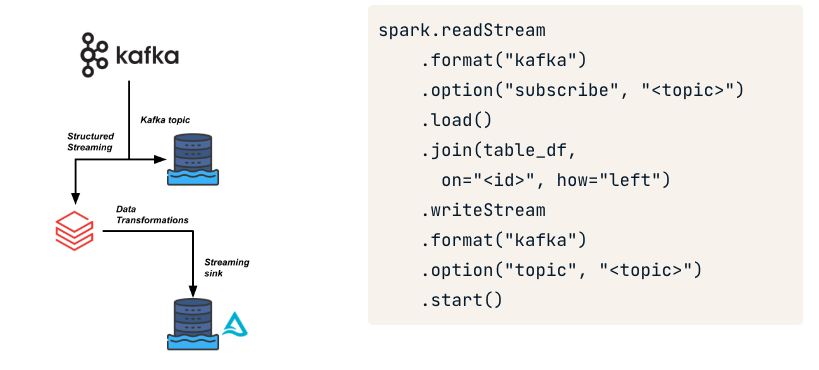 kafka
Kafka topic
Structured
Streaming
Data
Transformations
Streaming
sink
spark.readStream
.format("kafka")
.option("subscribe", "<topic>")
.load()
.join(table_df,
on="<id>", how="left")
.writeStream
.format("kafka")
.option("topic", "<topic>")
.start()